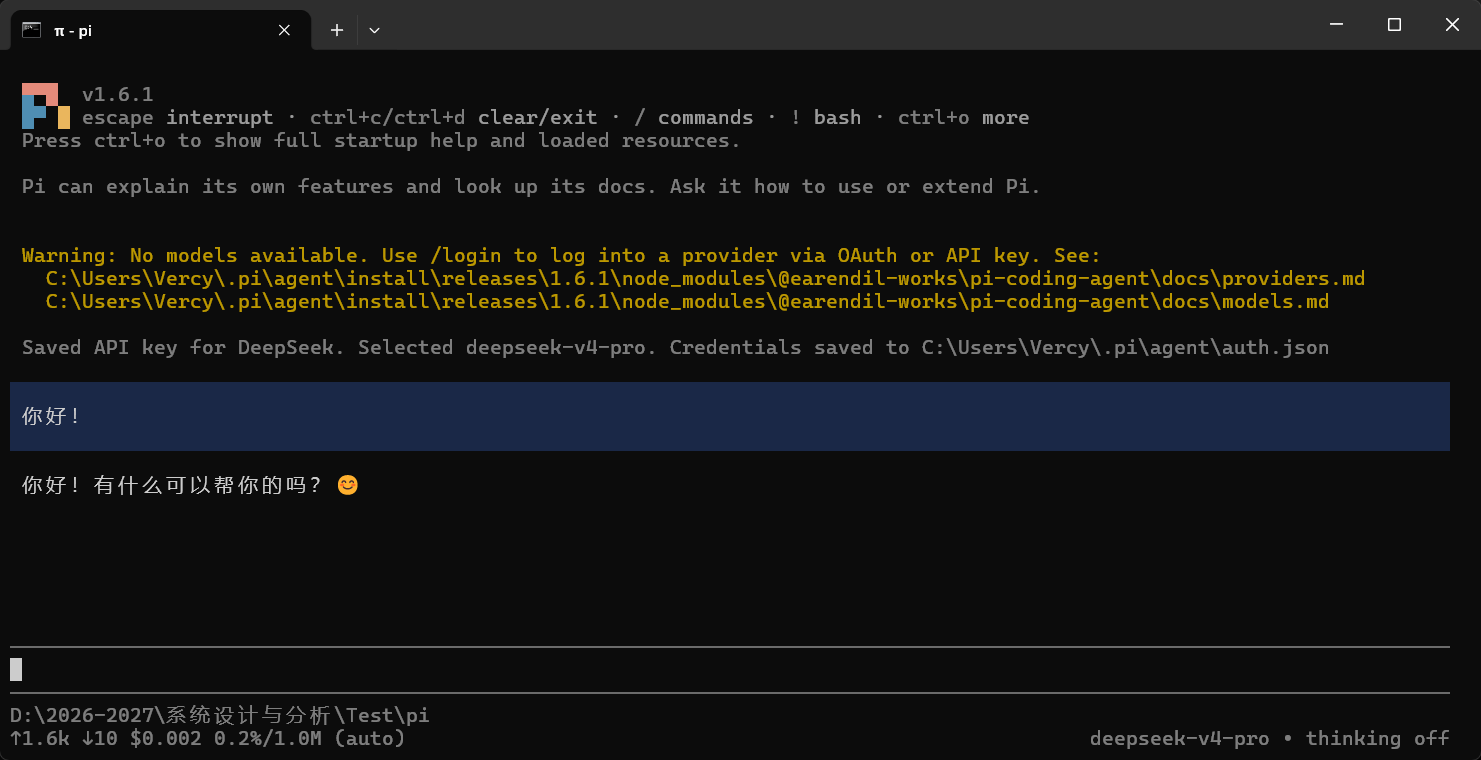 π - pi
v1.6.1
escape interrupt · ctrl+c/ctrl+d clear/exit · / commands · ! bash · ctrl+o more
Press ctrl+o to show full startup help and loaded resources.
Pi can explain its own features and look up its docs. Ask it how to use or extend Pi.
Warning: No models available. Use /login to log into a provider via OAuth or API key. See:
C:\Users\Vercy\.pi\agent\install\releases\1.6.1\node_modules\@earendil-works\pi-coding-agent\docs\providers.md
C:\Users\Vercy\.pi\agent\install\releases\1.6.1\node_modules\@earendil-works\pi-coding-agent\docs\models.md
Saved API key for DeepSeek. Selected deepseek-v4-pro. Credentials saved to C:\Users\Vercy\.pi\agent\auth.json
你好！
你好！有什么可以帮你的吗？ 😊
D:\2026-2027\系统设计与分析\Test\pi
↑1.6k ↓10 $0.002 0.2%/1.0M (auto) deepseek-v4-pro • thinking off